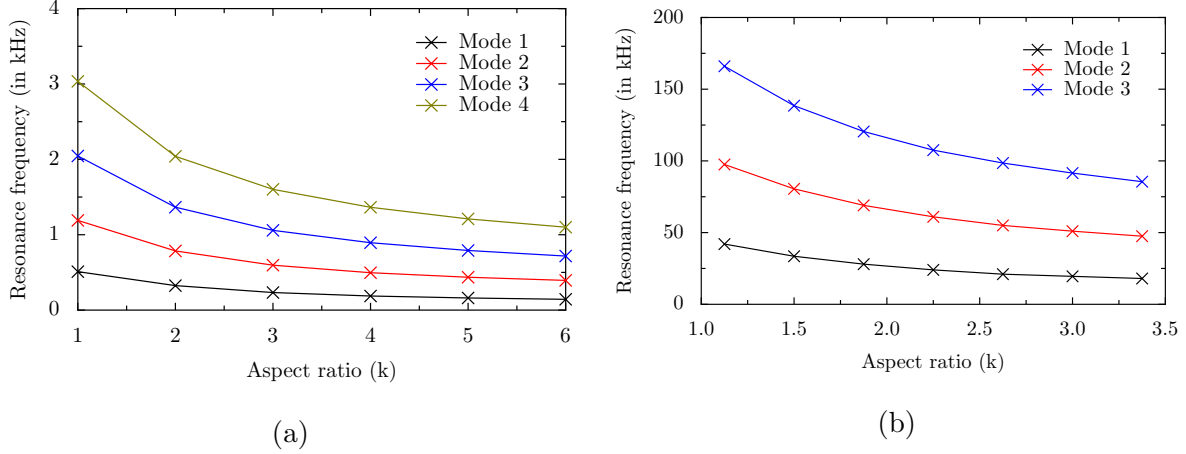 Resonance frequency (in kHz)
4
3
2
1
0
Mode 1
Mode 2
Mode 3
Mode 4
1 2 3 4 5 6
Aspect ratio (k)
(a)
Resonance frequency (in kHz)
200
150
100
50
0
Mode 1
Mode 2
Mode 3
1.0 1.5 2.0 2.5 3.0 3.5
Aspect ratio (k)
(b)